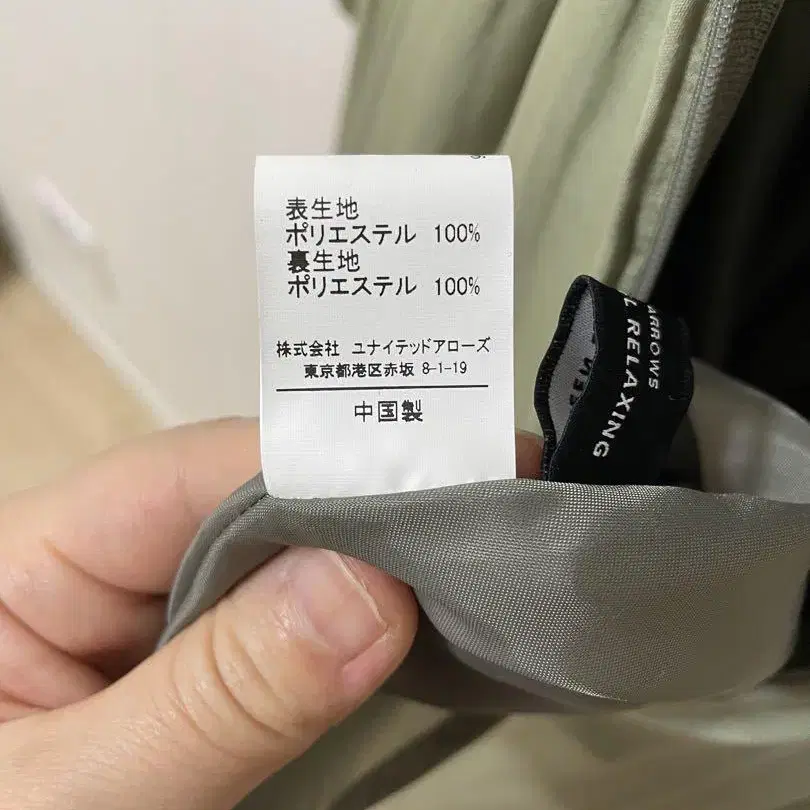 表生地
ポリエステル 100%
裏生地
ポリエステル 100%
株式会社 ユナイテッドアローズ
東京都港区赤坂 8-1-19
中国製
ARROWS
RELAXING